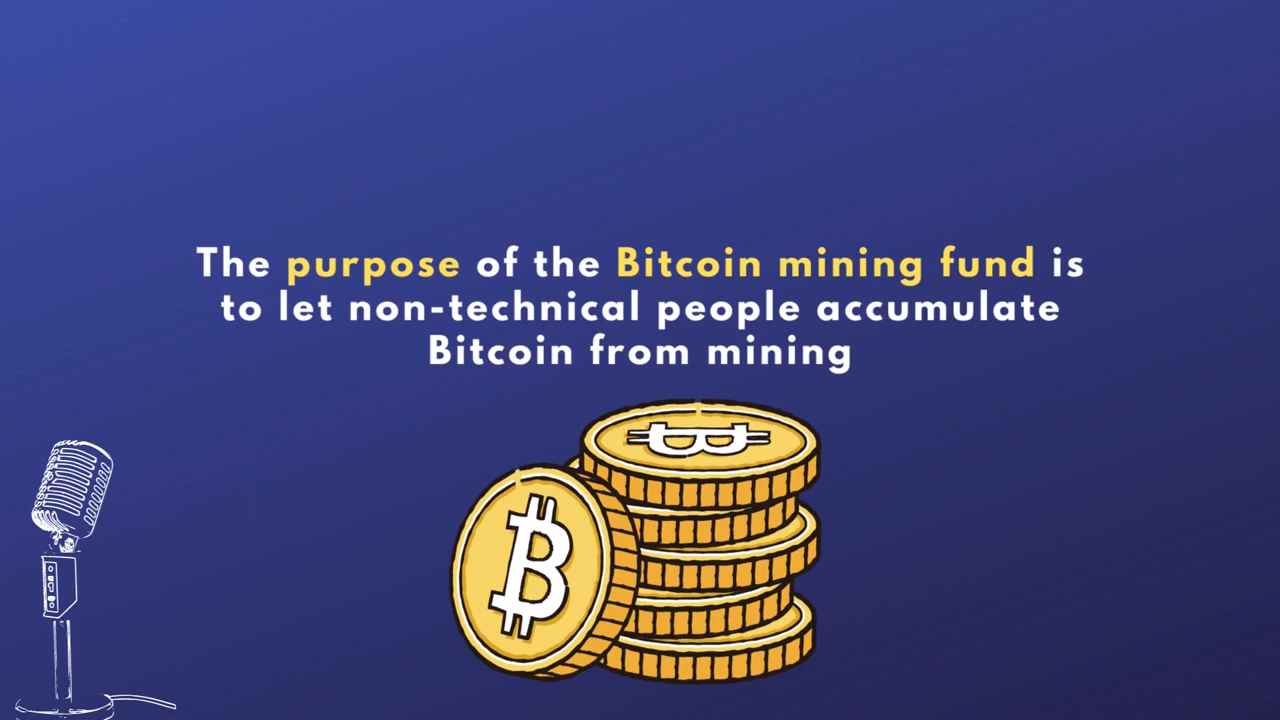 The purpose of the Bitcoin mining fund is
to let non-technical people accumulate
Bitcoin from mining